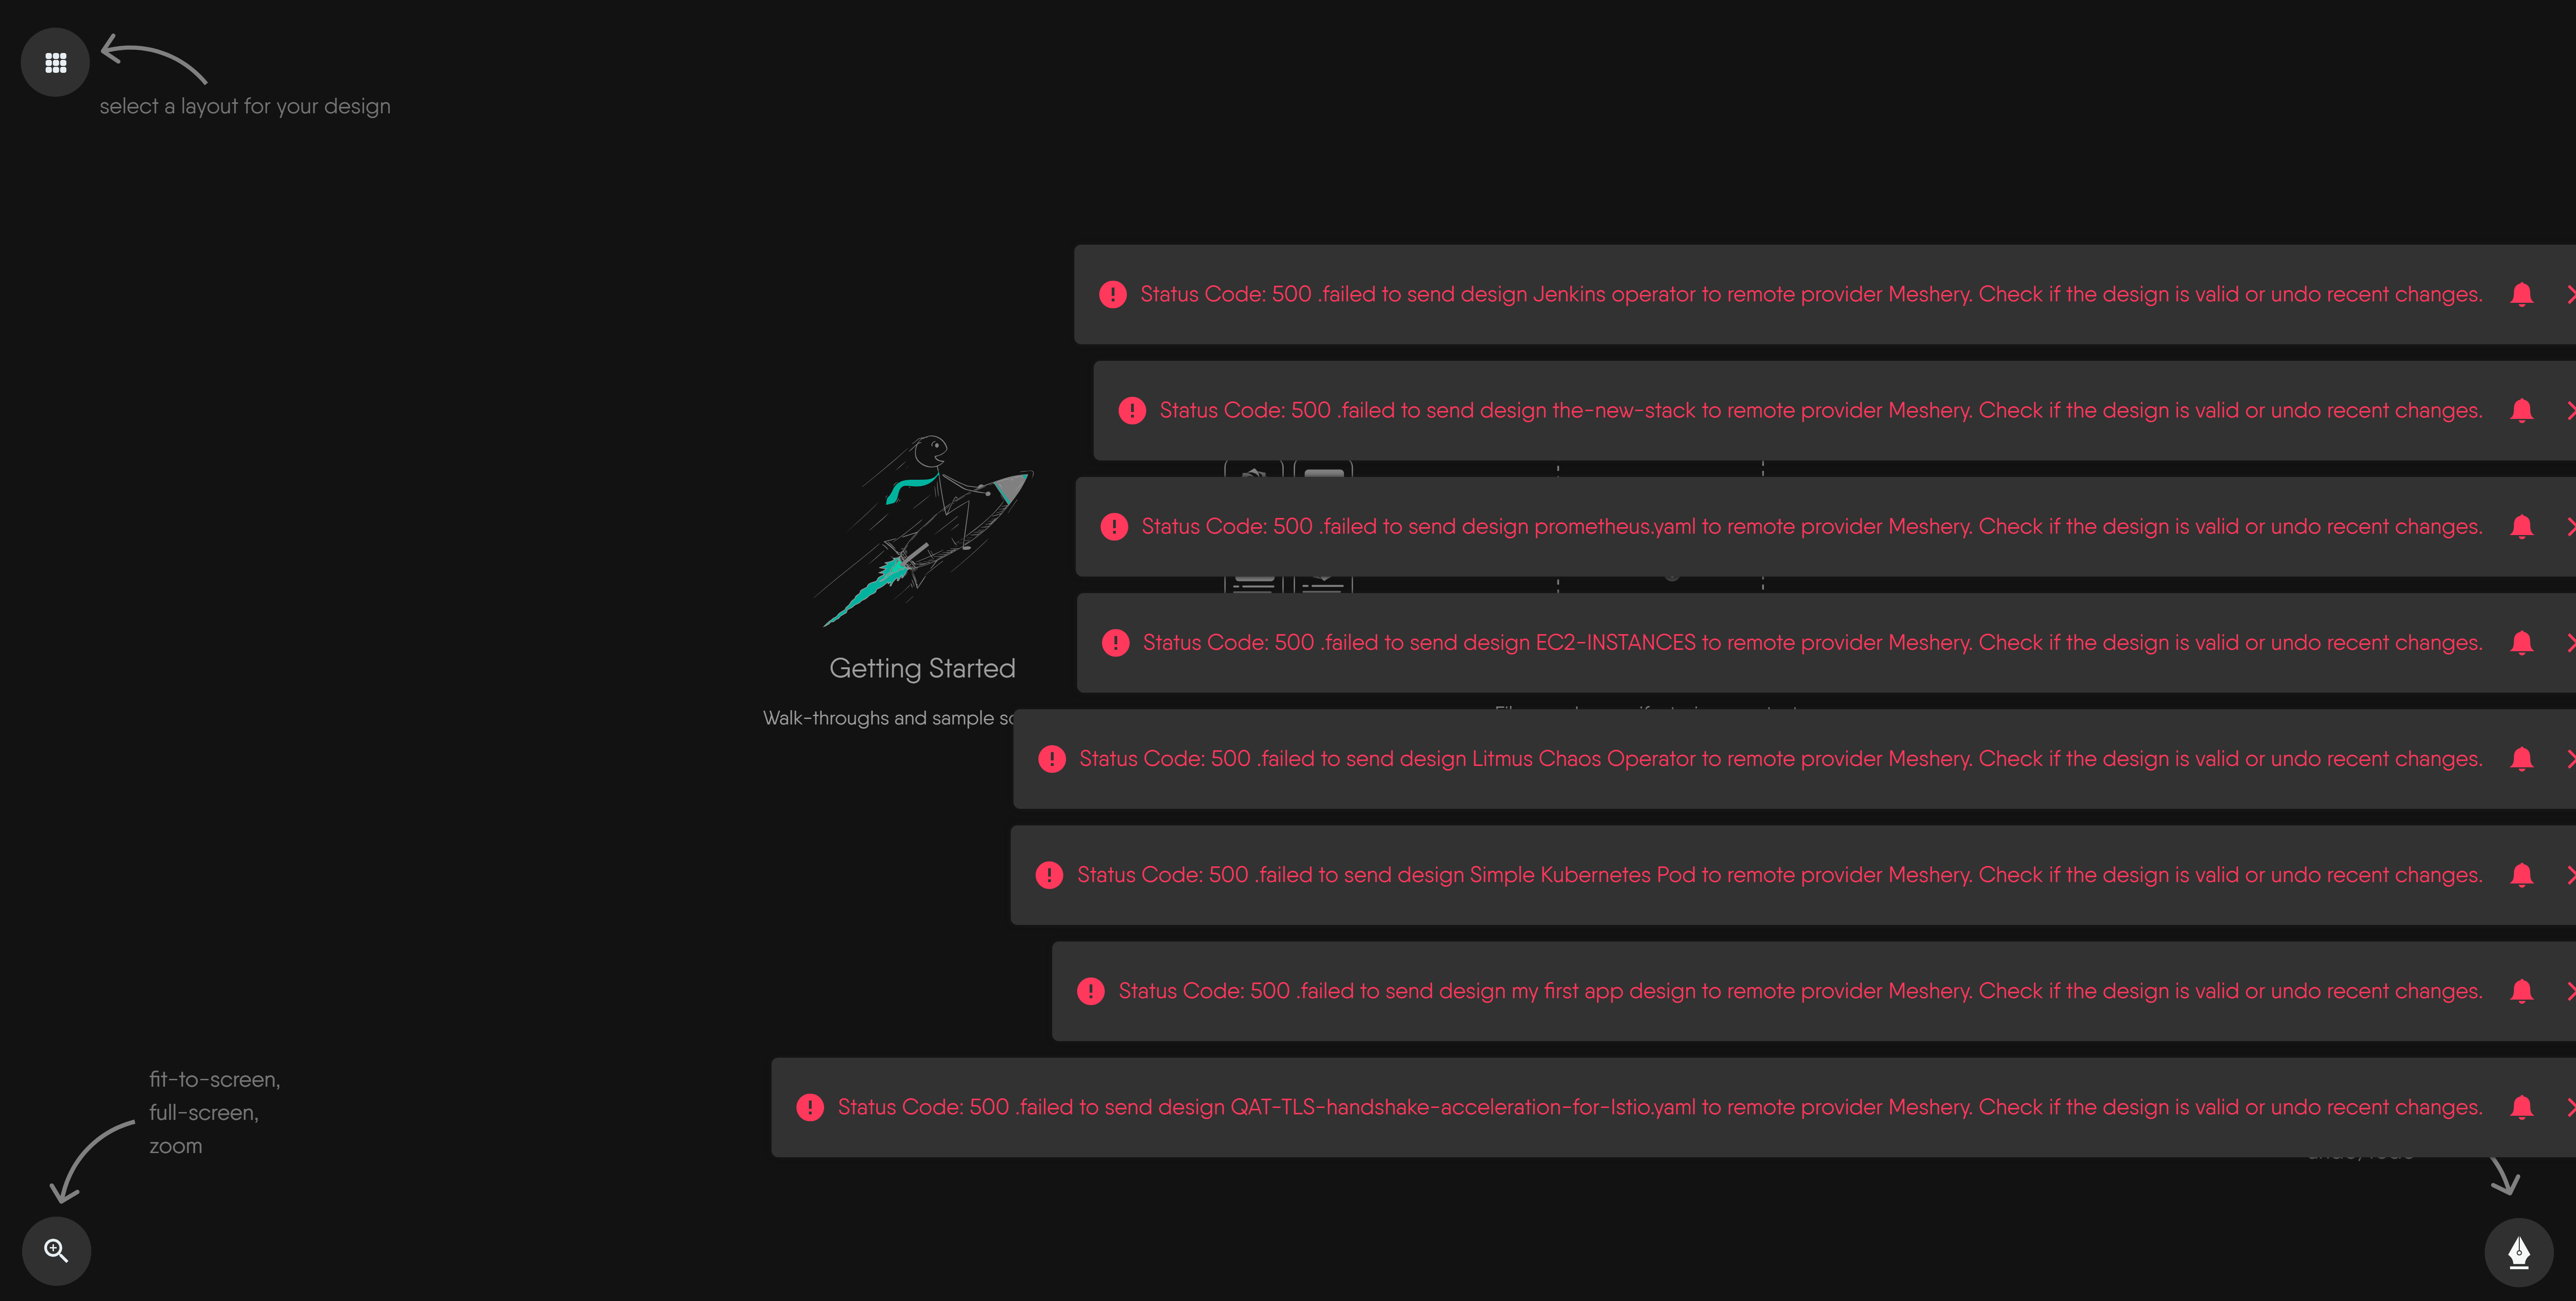 select a layout for your design
Status Code: 500 .failed to send design Jenkins operator to remote provider Meshery. Check if the design is valid or undo recent changes.
Status Code: 500 .failed to send design the-new-stack to remote provider Meshery. Check if the design is valid or undo recent changes.
Status Code: 500 .failed to send design prometheus.yaml to remote provider Meshery. Check if the design is valid or undo recent changes.
Status Code: 500 .failed to send design EC2-INSTANCES to remote provider Meshery. Check if the design is valid or undo recent changes.
Getting Started
Walk-throughs and sample
Status Code: 500 .failed to send design Litmus Chaos Operator to remote provider Meshery. Check if the design is valid or undo recent changes.
Status Code: 500 .failed to send design Simple Kubernetes Pod to remote provider Meshery. Check if the design is valid or undo recent changes.
Status Code: 500 .failed to send design my first app design to remote provider Meshery. Check if the design is valid or undo recent changes.
Status Code: 500 .failed to send design QAT-TLS-handshake-acceleration-for-Istio.yaml to remote provider Meshery. Check if the design is valid or undo recent changes.
fit-to-screen,
full-screen,
zoom